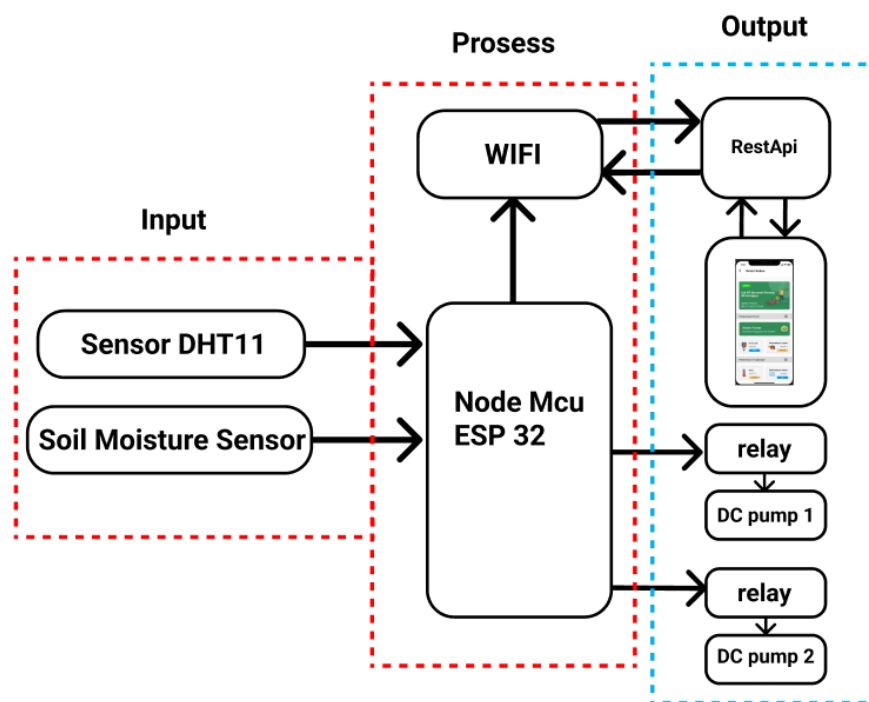 Output
Prosess
Input
WIFI
RestApi
Sensor DHT11
Soil Moisture Sensor
Node Mcu
ESP 32
relay
DC pump 1
relay
DC pump 2